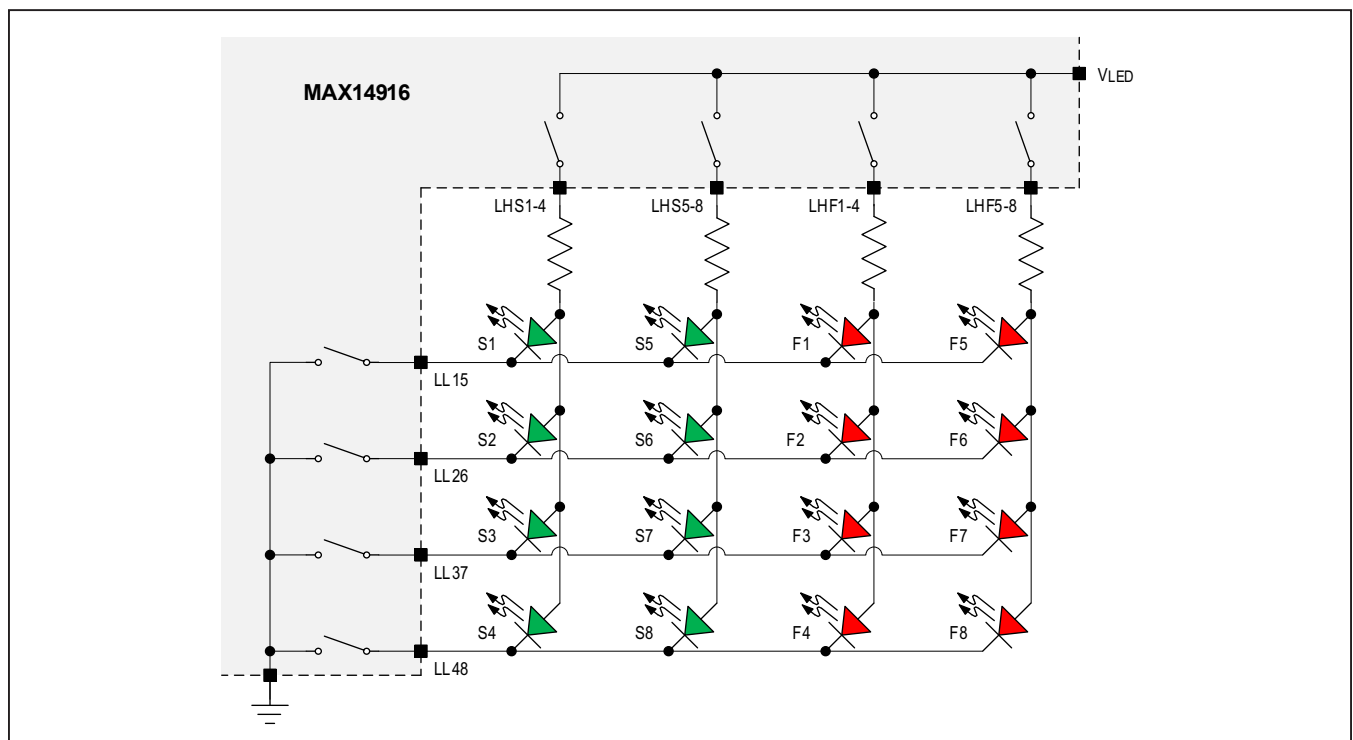 VLED
MAX14916
LHS1-4
LHS5-8
LHF1-4
LHF5-8
S1
S5
F1
F5
LL15
S2
S6
F2
F6
LL26
S3
S7
F3
F7
LL37
S4
S8
F4
F8
LL48